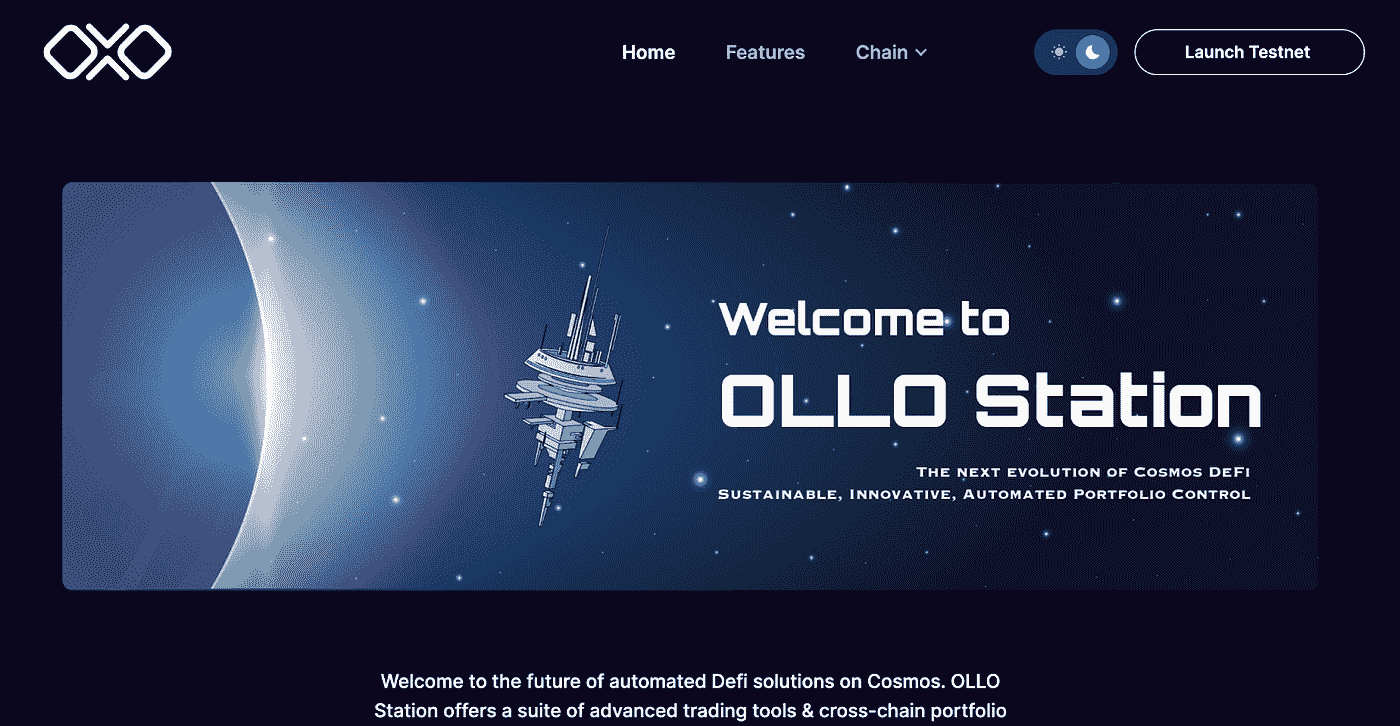 Home
Features
Chain
Launch Testnet
Welcome to
OLLO Station
The next evolution of Cosmos DeFi
Sustainable, Innovative, Automated Portfolio Control
Welcome to the future of automated Defi solutions on Cosmos. OLLO
Station offers a suite of advanced trading tools & cross-chain portfolio